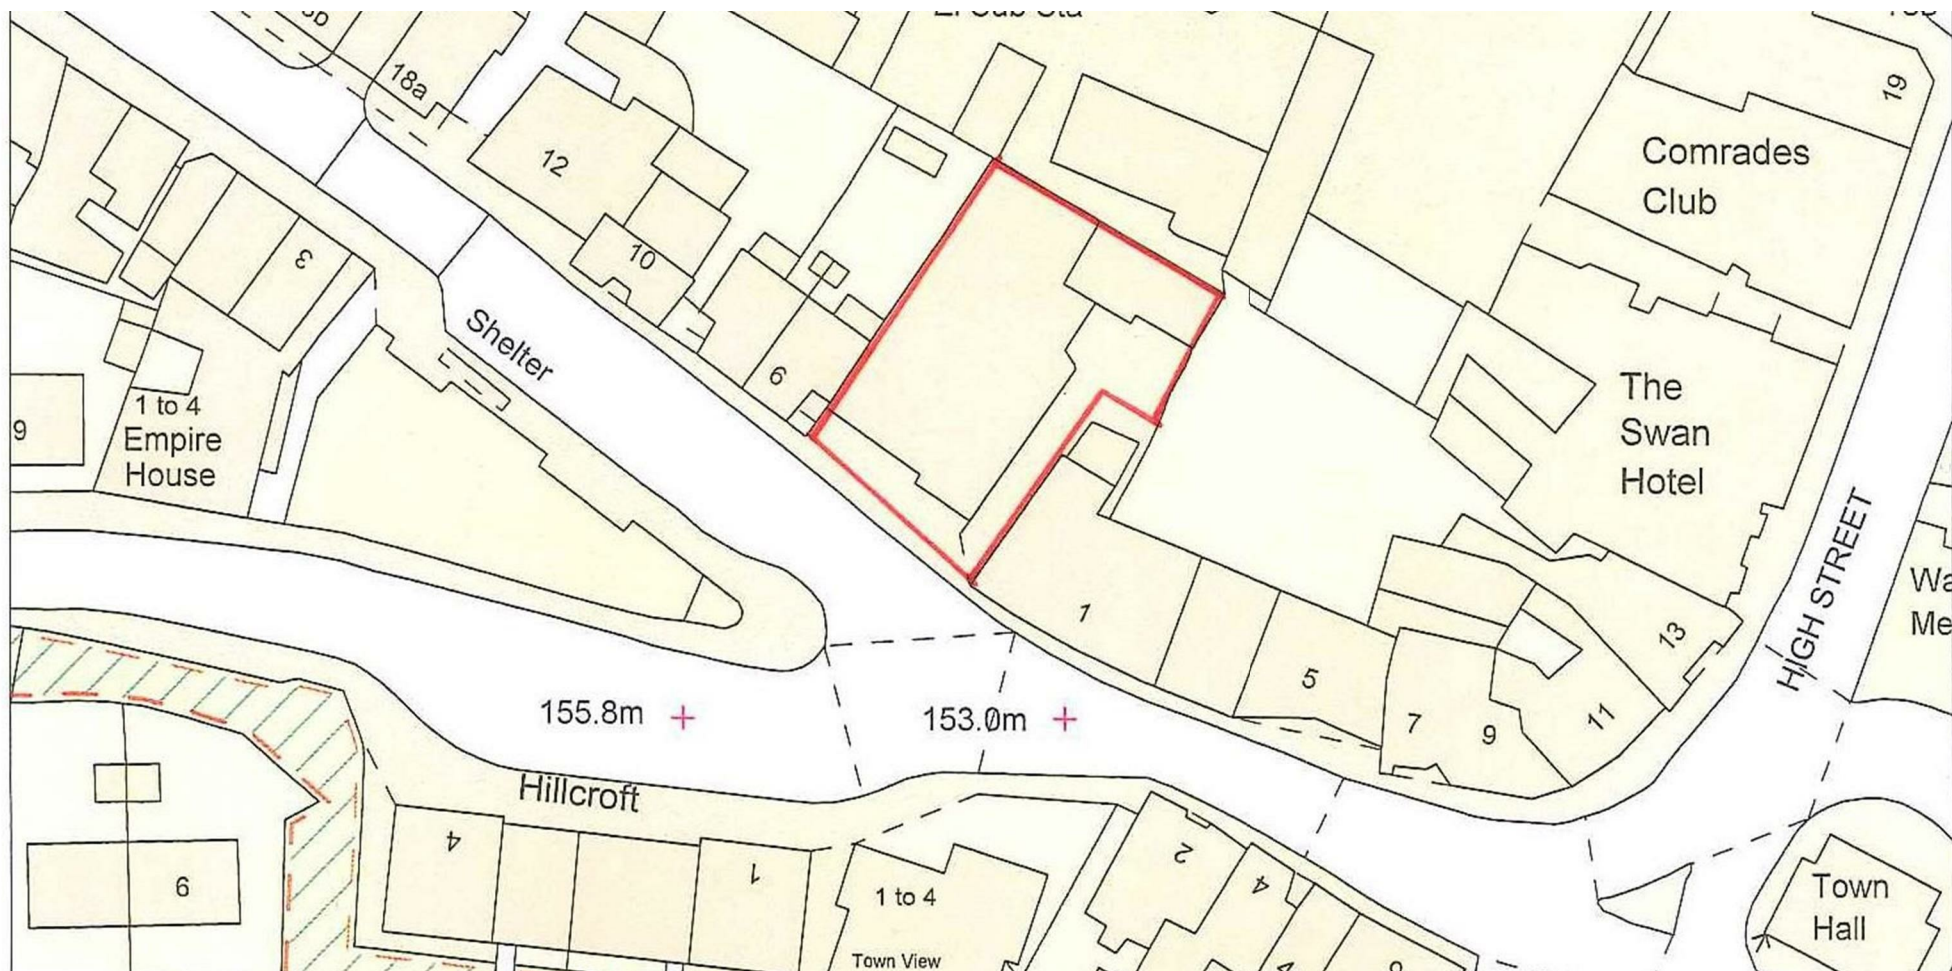 18a
12
10
3
6
Shelter
1 to 4
Empire
House
9
19
Comrades
Club
The
Swan
Hotel
HIGH STREET
1
5
7
9
11
13
155.8m
153.0m
Hillcroft
4
1
6
1 to 4
Town View
2
4
Town
Hall